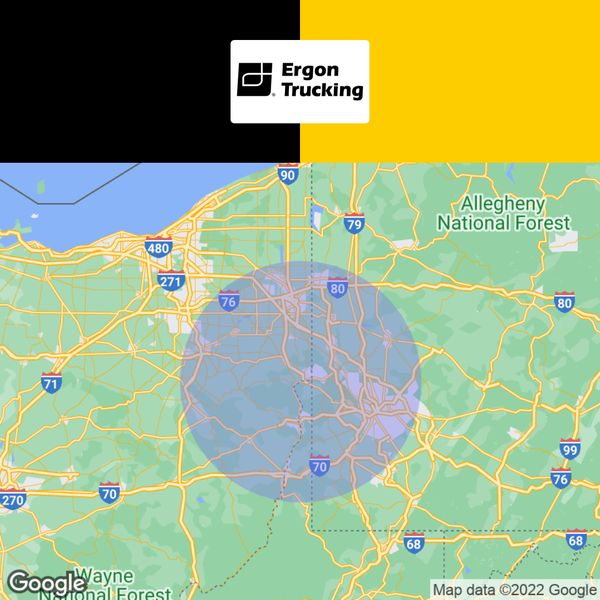 Ergon
Trucking
90
Allegheny
National Forest
79
480
271
76
80
80
71
99
70
76
270
70
68
68
Wayne
National Forest
Google
Map data ©2022 Google